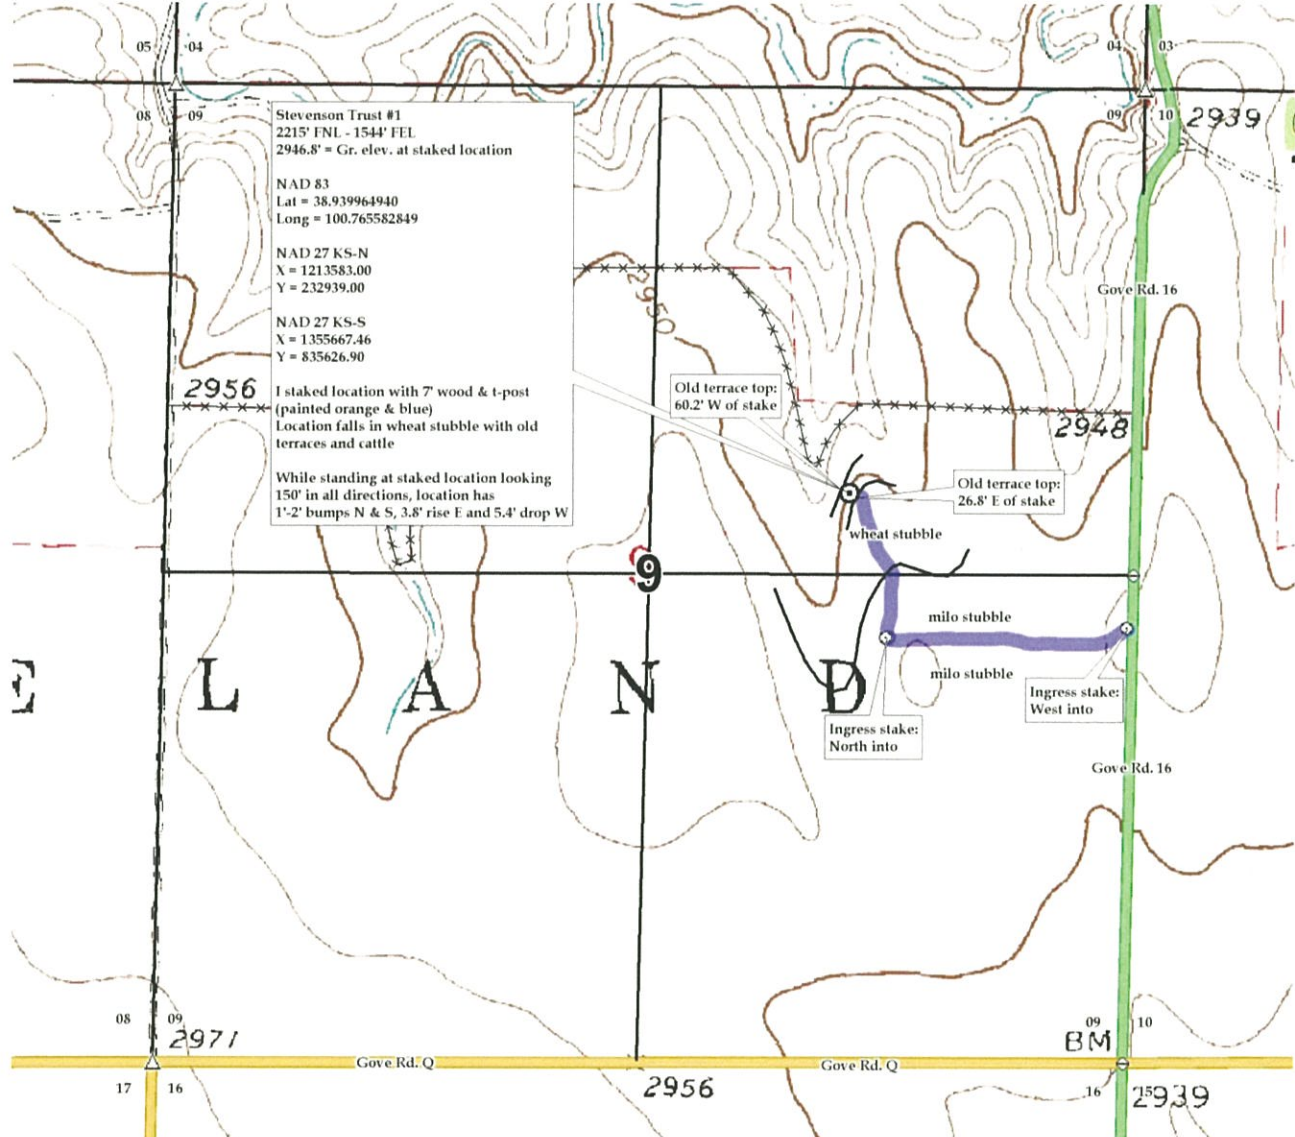 05 04
04 03
08 09
09 10
2939
Stevenson Trust #1
2215' FNL - 1544' FEL
2946.8' = Gr. elev. at staked location
NAD 83
Lat = 38.939964940
Long = 100.765582849
NAD 27 KS-N
X = 1213583.00
Y = 232939.00
NAD 27 KS-S
X = 1355667.46
Y = 835626.90
I staked location with 7' wood & t-post
(painted orange & blue)
Location falls in wheat stubble with old
terraces and cattle
While standing at staked location looking
150' in all directions, location has
1'-2' bumps N & S, 3.8' rise E and 5.4' drop W
Gove Rd. 16
2950
2956
Old terrace top:
60.2' W of stake
2948
Old terrace top:
26.8' E of stake
wheat stubble
9
milo stubble
milo stubble
E L A N D
Ingress stake:
West into
Ingress stake:
North into
Gove Rd. 16
08 09
2971
09 10
BM
Gove Rd. Q
Gove Rd. Q
17 16
2956
16 15
2939